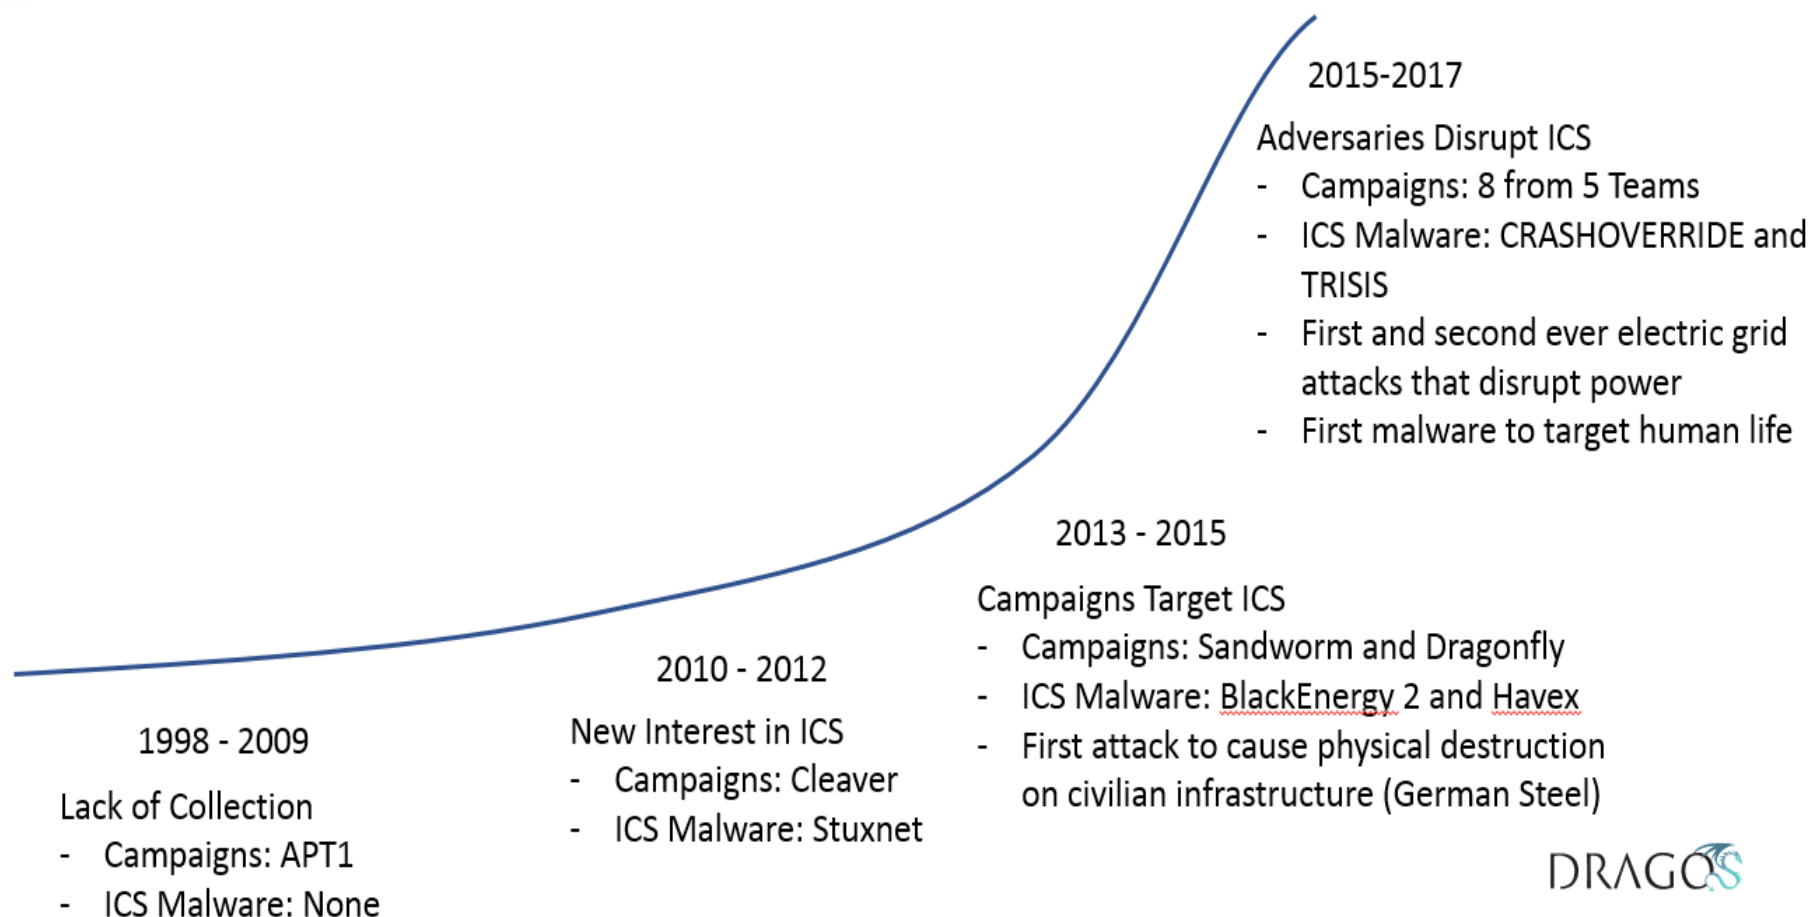 1998 - 2009
Lack of Collection
- Campaigns: APT1
- ICS Malware: None
2010 - 2012
New Interest in ICS
- Campaigns: Cleaver
- ICS Malware: Stuxnet
2013 - 2015
Campaigns Target ICS
- Campaigns: Sandworm and Dragonfly
- ICS Malware: BlackEnergy 2 and Havex
- First attack to cause physical destruction
on civilian infrastructure (German Steel)
2015-2017
Adversaries Disrupt ICS
- Campaigns: 8 from 5 Teams
- ICS Malware: CRASHOVERRIDE and
TRISIS
- First and second ever electric grid
attacks that disrupt power
- First malware to target human life
DRAGOS